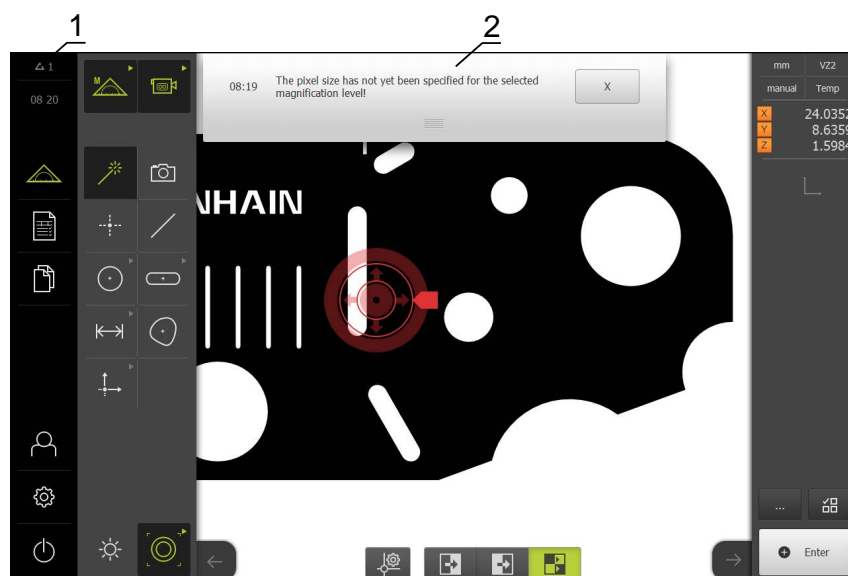 1
2
1
08 20
M
08:19
The pixel size has not yet been specified for the selected
magnification level!
X
mm
VZ2
manual
Temp
X
24.0352
Y
8.6359
Z
1.5984
NHAIN
...
Enter